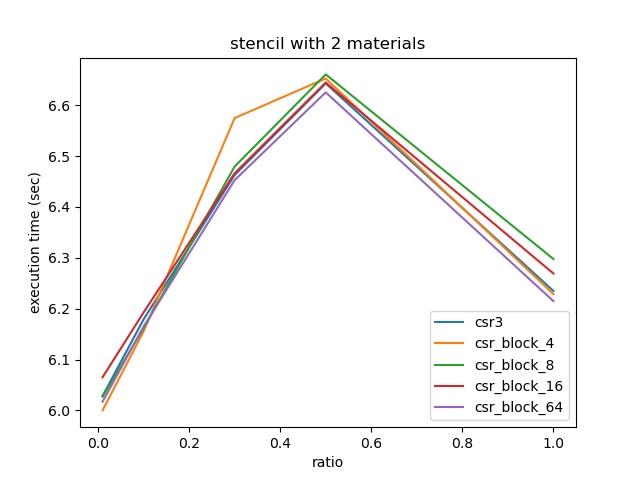 stencil with 2 materials
execution time (sec)
6.6
6.5
6.4
6.3
6.2
6.1
6.0
csr3
csr_block_4
csr_block_8
csr_block_16
csr_block_64
0.0 0.2 0.4 0.6 0.8 1.0
ratio